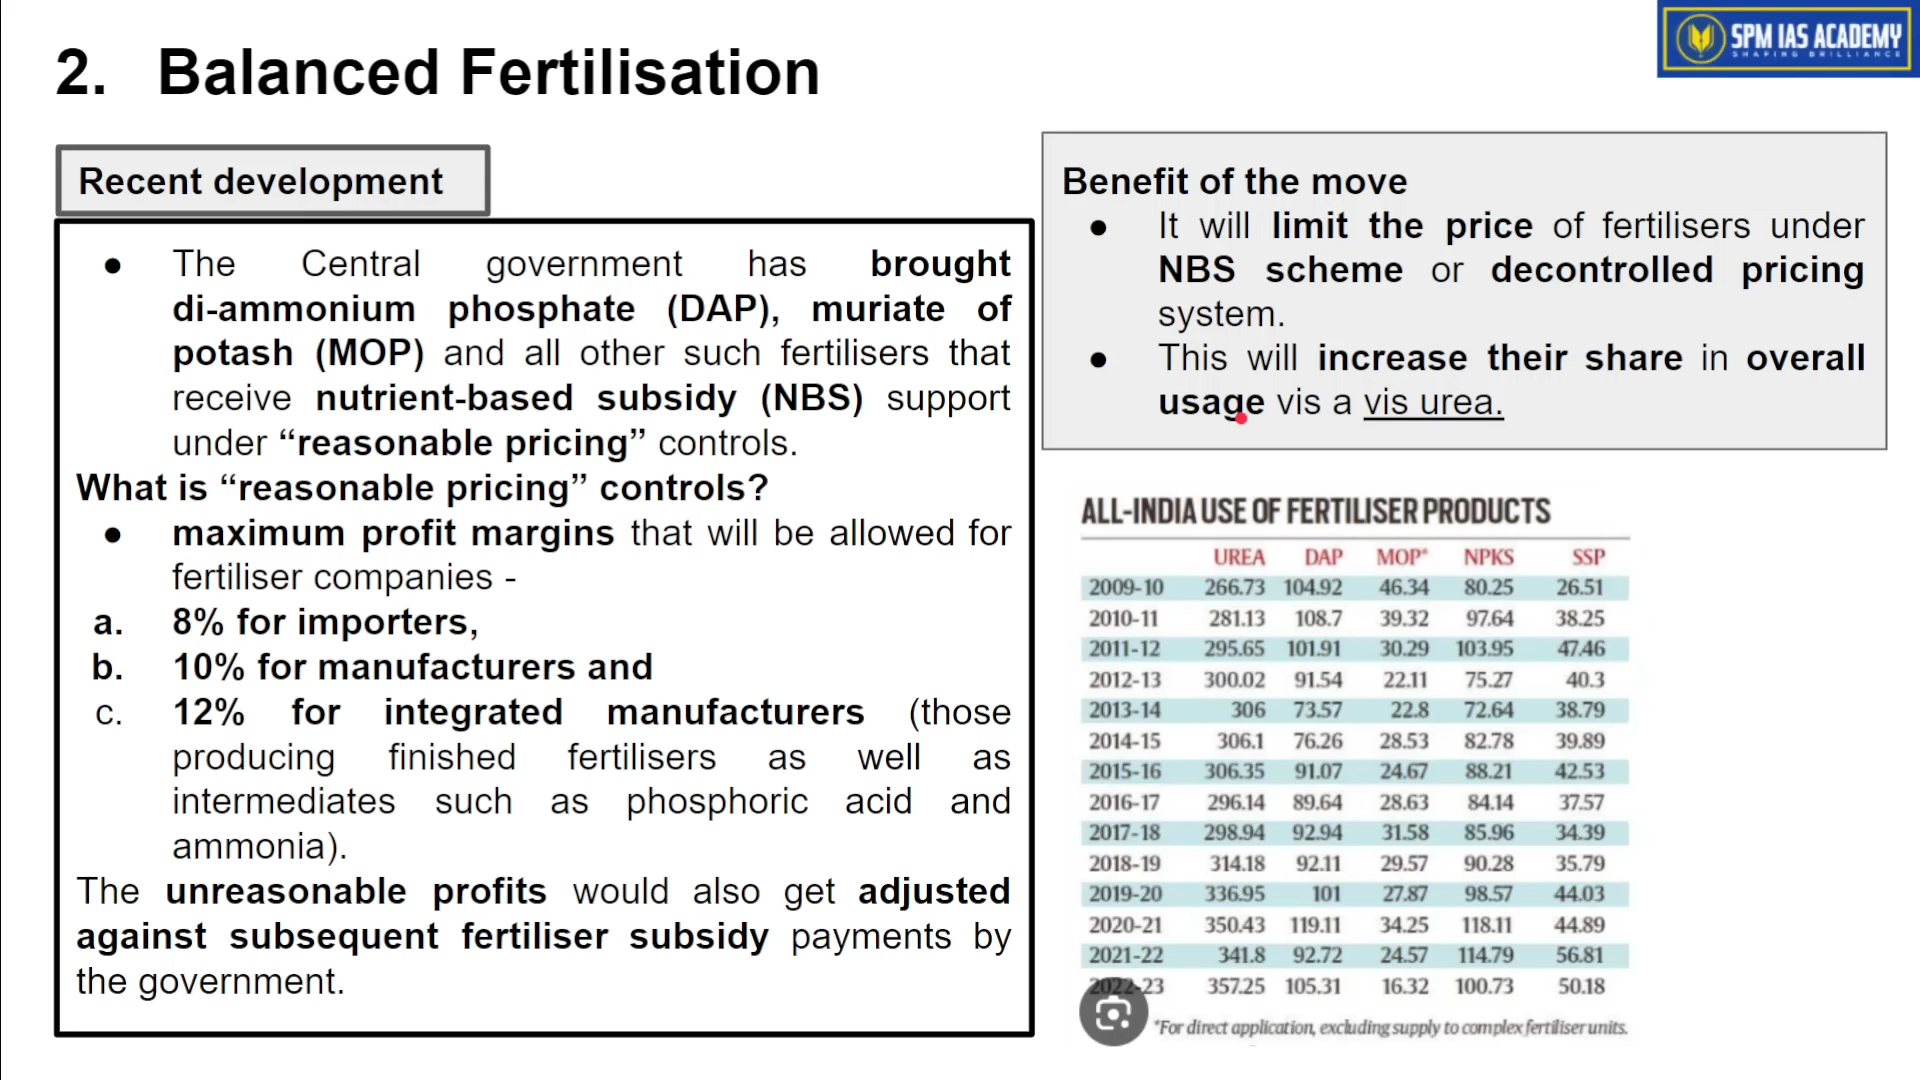 2. Balanced Fertilisation
SPM IAS ACADEMY
SHAPING BRILLIANCE
Recent development
● The Central government has brought
di-ammonium phosphate (DAP), muriate of
potash (MOP) and all other such fertilisers that
receive nutrient-based subsidy (NBS) support
under “reasonable pricing” controls.
What is “reasonable pricing” controls?
● maximum profit margins that will be allowed for
fertiliser companies -
a. 8% for importers,
b. 10% for manufacturers and
c. 12% for integrated manufacturers (those
producing finished fertilisers as well as
intermediates such as phosphoric acid and
ammonia).
The unreasonable profits would also get adjusted
against subsequent fertiliser subsidy payments by
the government.
Benefit of the move
● It will limit the price of fertilisers under
NBS scheme or decontrolled pricing
system.
● This will increase their share in overall
usage vis a vis urea.
ALL-INDIA USE OF FERTILISER PRODUCTS
UREA DAP MOP* NPKS SSP
2009-10 266.73 104.92 46.34 80.25 26.51
2010-11 281.13 108.7 39.32 97.64 38.25
2011-12 295.65 101.91 30.29 103.95 47.46
2012-13 300.02 91.54 22.11 75.27 40.3
2013-14 306 73.57 22.8 72.64 38.79
2014-15 306.1 76.26 28.53 82.78 39.89
2015-16 306.35 91.07 24.67 88.21 42.53
2016-17 296.14 89.64 28.63 84.14 37.57
2017-18 298.94 92.94 31.58 85.96 34.39
2018-19 314.18 92.11 29.57 90.28 35.79
2019-20 336.95 101 27.87 98.57 44.03
2020-21 350.43 119.11 34.25 118.11 44.89
2021-22 341.8 92.72 24.57 114.79 56.81
2022-23 357.25 105.31 16.32 100.73 50.18
*For direct application, excluding supply to complex fertiliser units.